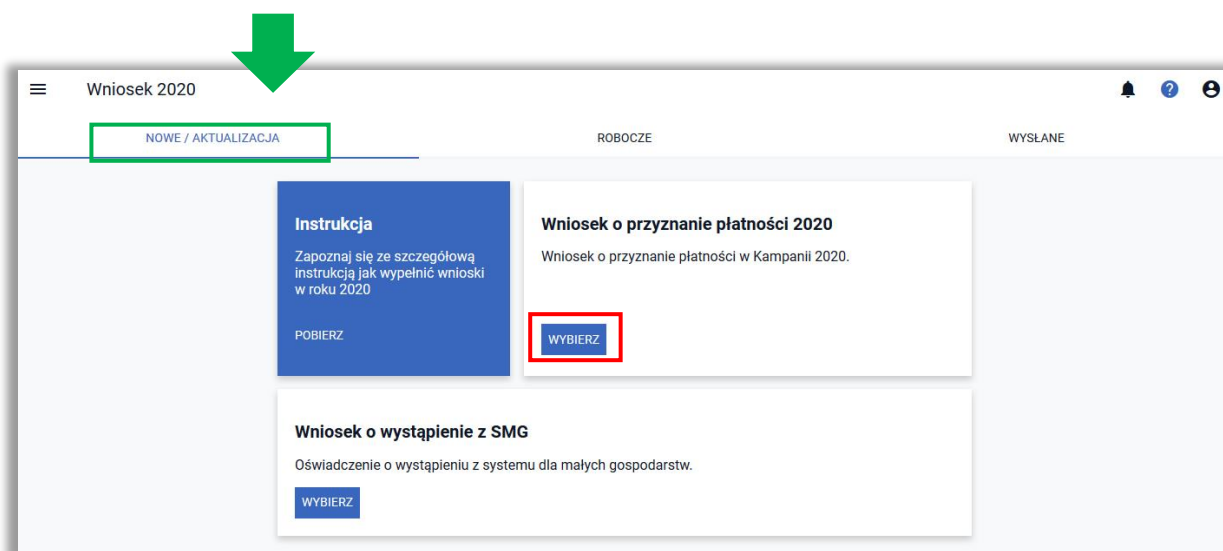 Wniosek 2020
NOWE / AKTUALIZACJA
ROBOCZE
WYSŁANE
Instrukcja
Zapoznaj się ze szczegółową
instrukcją jak wypełnić wnioski
w roku 2020
POBIERZ
Wniosek o przyznanie płatności 2020
Wniosek o przyznanie płatności w Kampanii 2020.
WYBIERZ
Wniosek o wystąpienie z SMG
Oświadczenie o wystąpieniu z systemu dla małych gospodarstw.
WYBIERZ